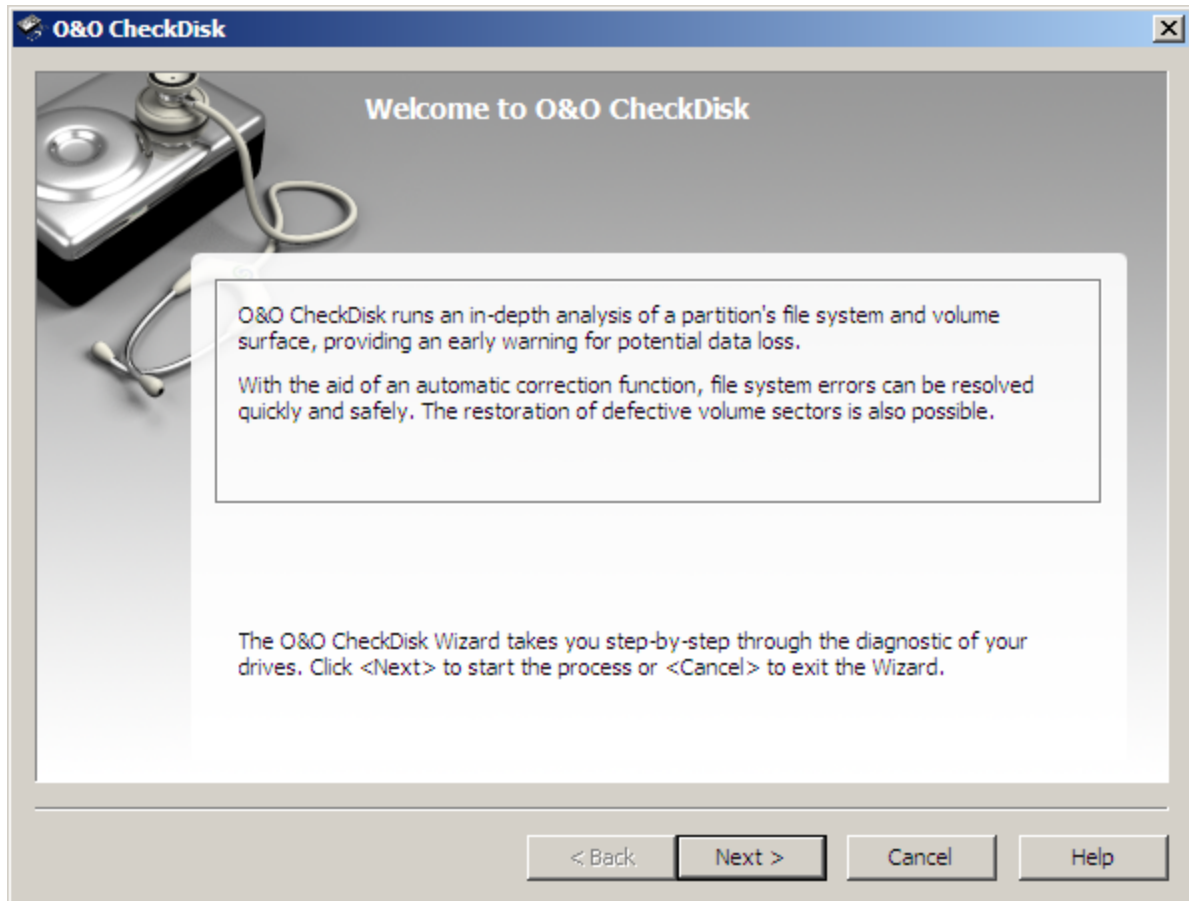 O&O CheckDisk
Welcome to O&O CheckDisk
O&O CheckDisk runs an in-depth analysis of a partition's file system and volume
surface, providing an early warning for potential data loss.
With the aid of an automatic correction function, file system errors can be resolved
quickly and safely. The restoration of defective volume sectors is also possible.
The O&O CheckDisk Wizard takes you step-by-step through the diagnostic of your
drives. Click <Next> to start the process or <Cancel> to exit the Wizard.
< Back Next > Cancel Help